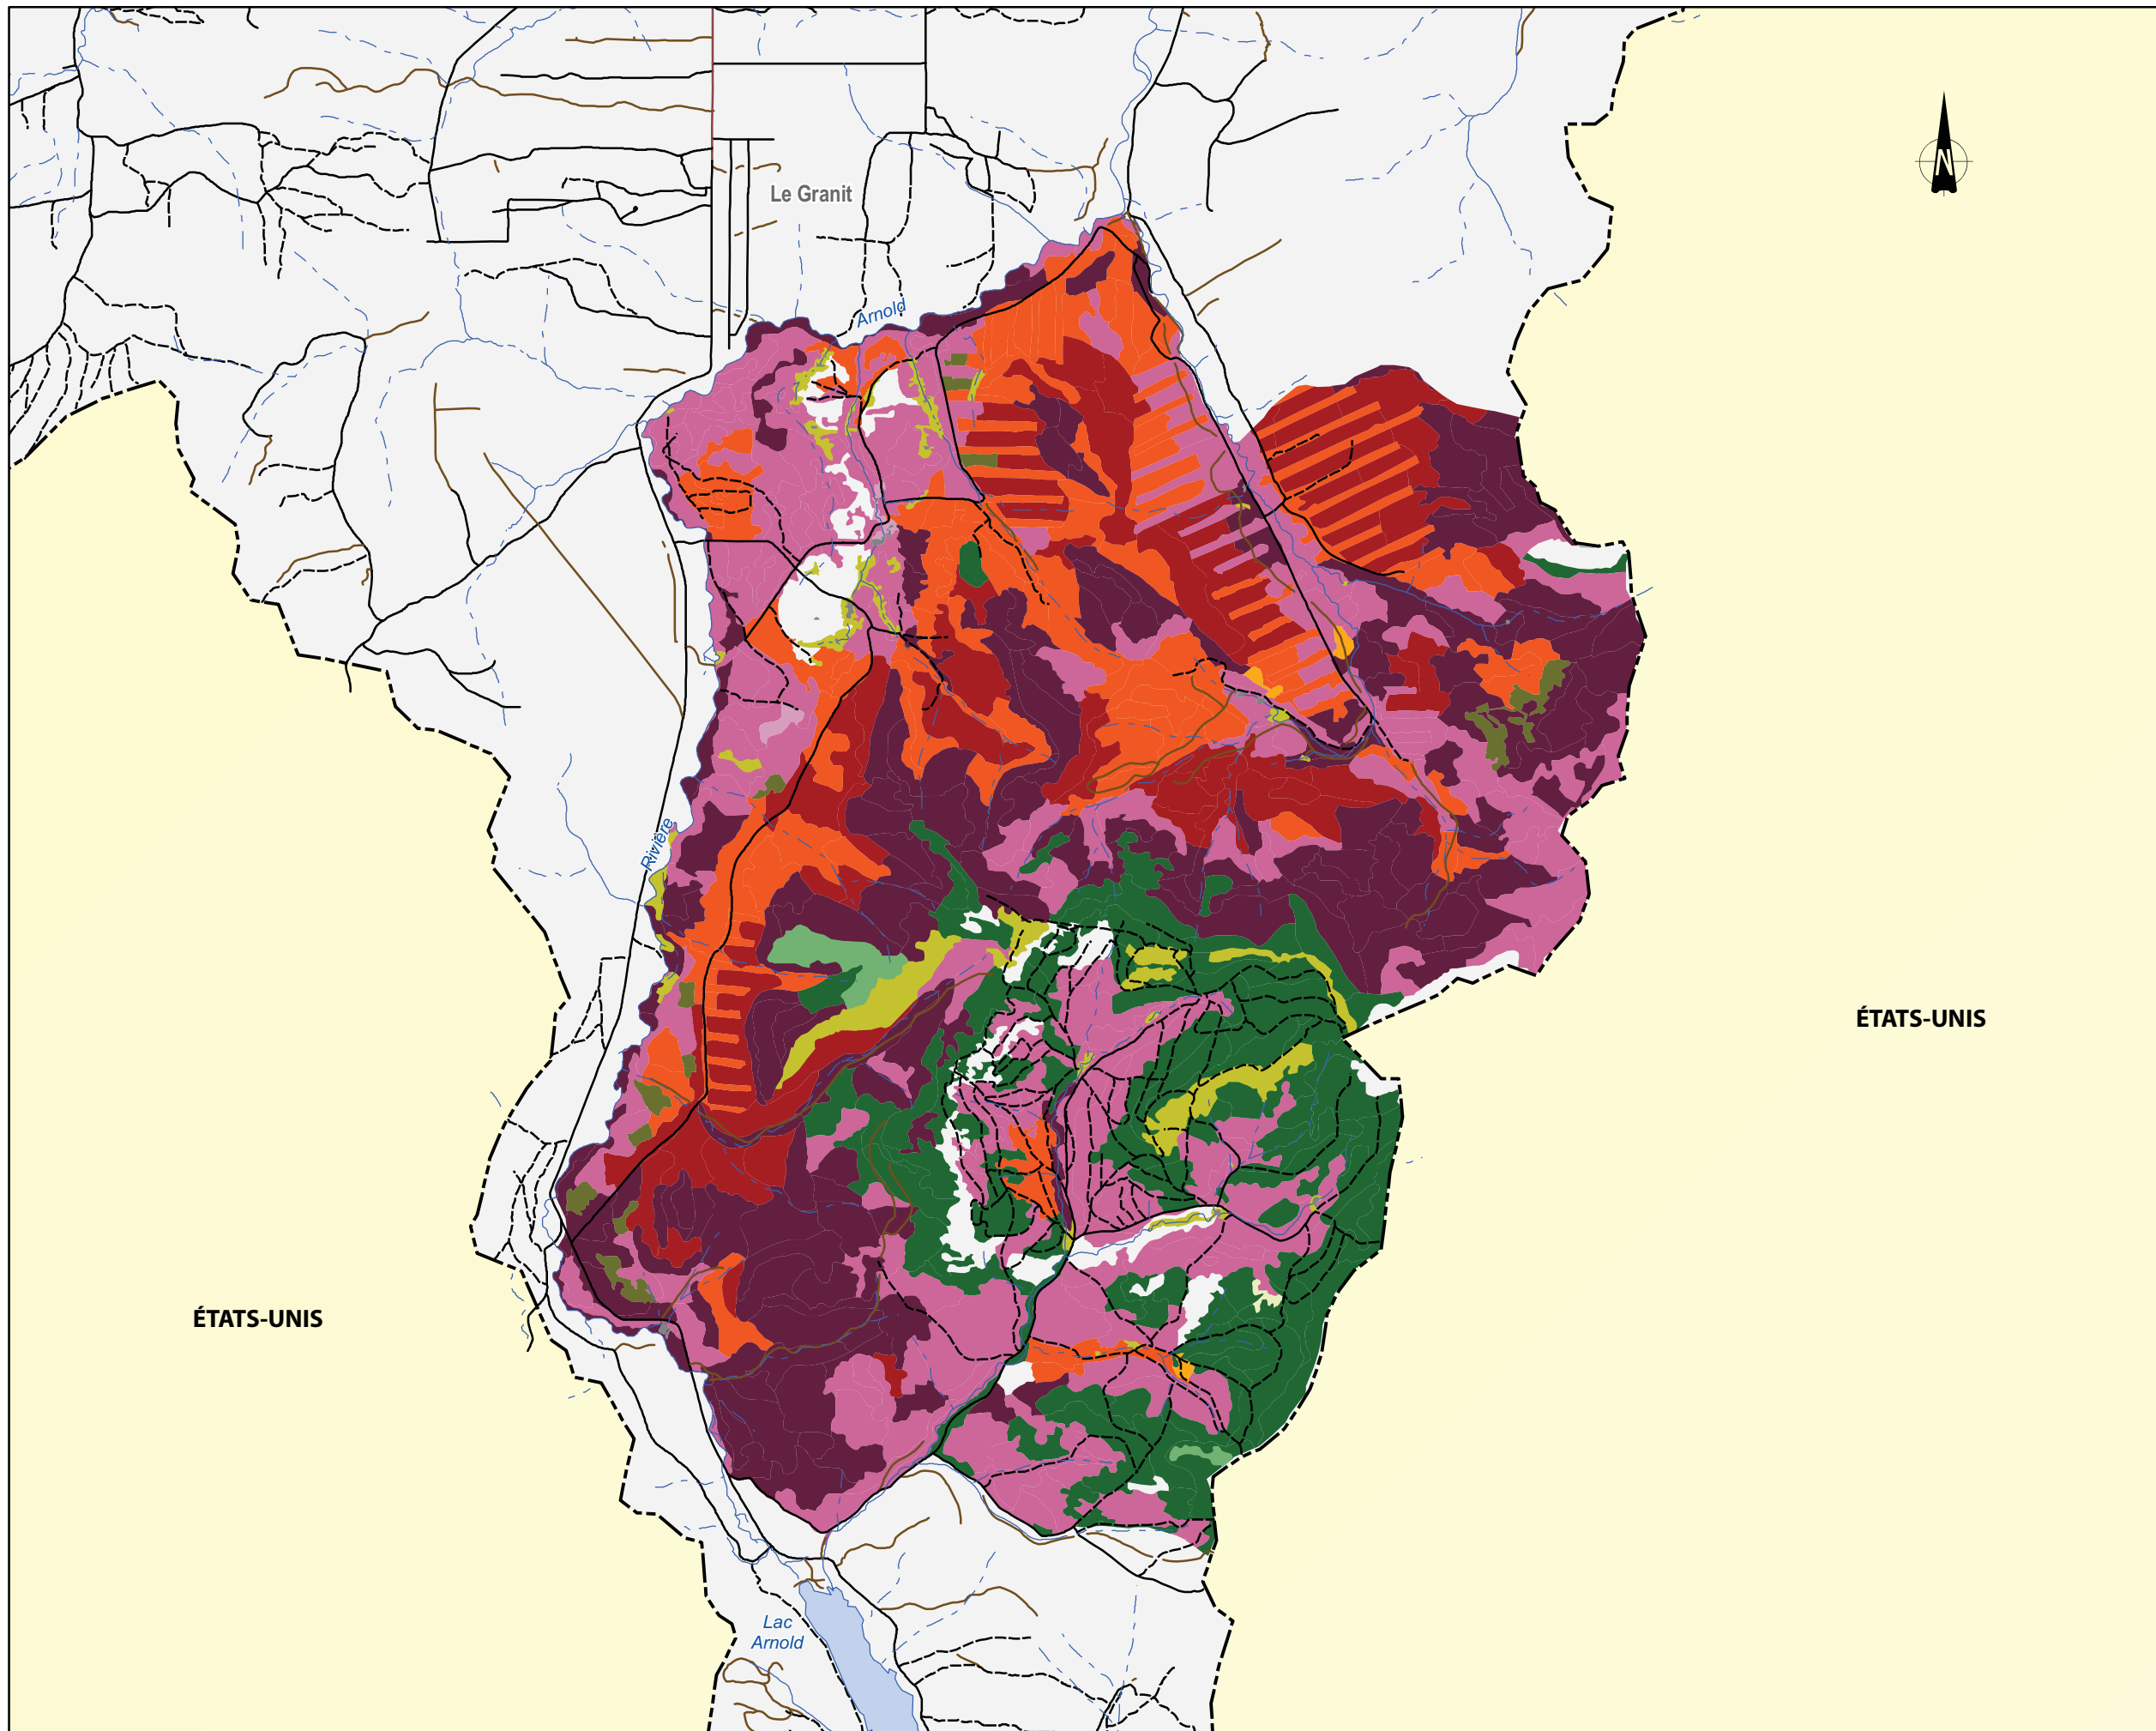 N
Le Granit
Arnold
Rivière
ÉTATS-UNIS
ÉTATS-UNIS
Lac
Arnold